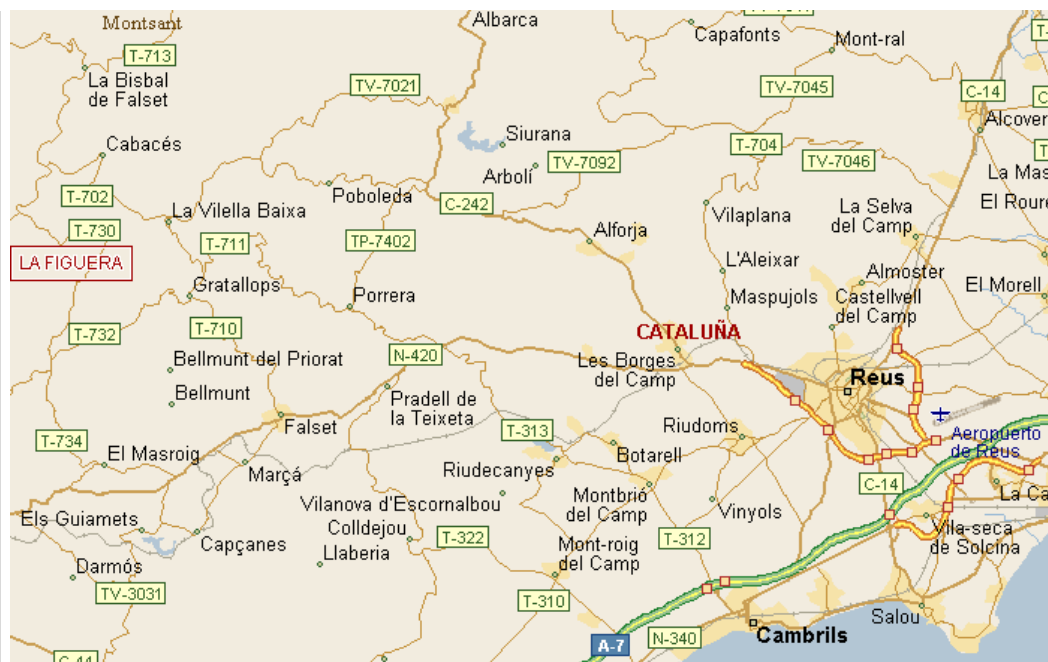 Montsant
Albarca
Capafonts
Mont-ral
T-713
La Bisbal
de Falset
TV-7021
TV-7045
C-14
Alcover
Cabacés
Siurana
T-704
TV-7092
TV-7046
Arbolí
La Mas
T-702
Poboleda
C-242
El Roure
La Vilella Baixa
Vilaplana
La Selva
del Camp
T-730
T-711
TP-7402
Alforja
LA FIGUERA
L'Aleixar
Almoster
El Morell
Gratallops
Porrera
Maspujols
Castellvell
del Camp
T-732
T-710
CATALUÑA
N-420
Bellmunt del Priorat
Les Borges
del Camp
Reus
Bellmunt
Pradell de
la Teixeta
Falset
T-313
Riudoms
Aeropuerto
de Reus
T-734
El Masroig
Botarell
Marçá
Riudecanyes
C-14
La Ca
Vilanova d'Escornalbou
Montbrió
del Camp
Vinyols
Els Guiamets
Colldejou
Vila-seca
de Solcina
Capçanes
T-322
T-312
Llaberia
Mont-roig
del Camp
Darmós
TV-3031
T-310
Salou
Cambrils
A-7
N-340
C-44